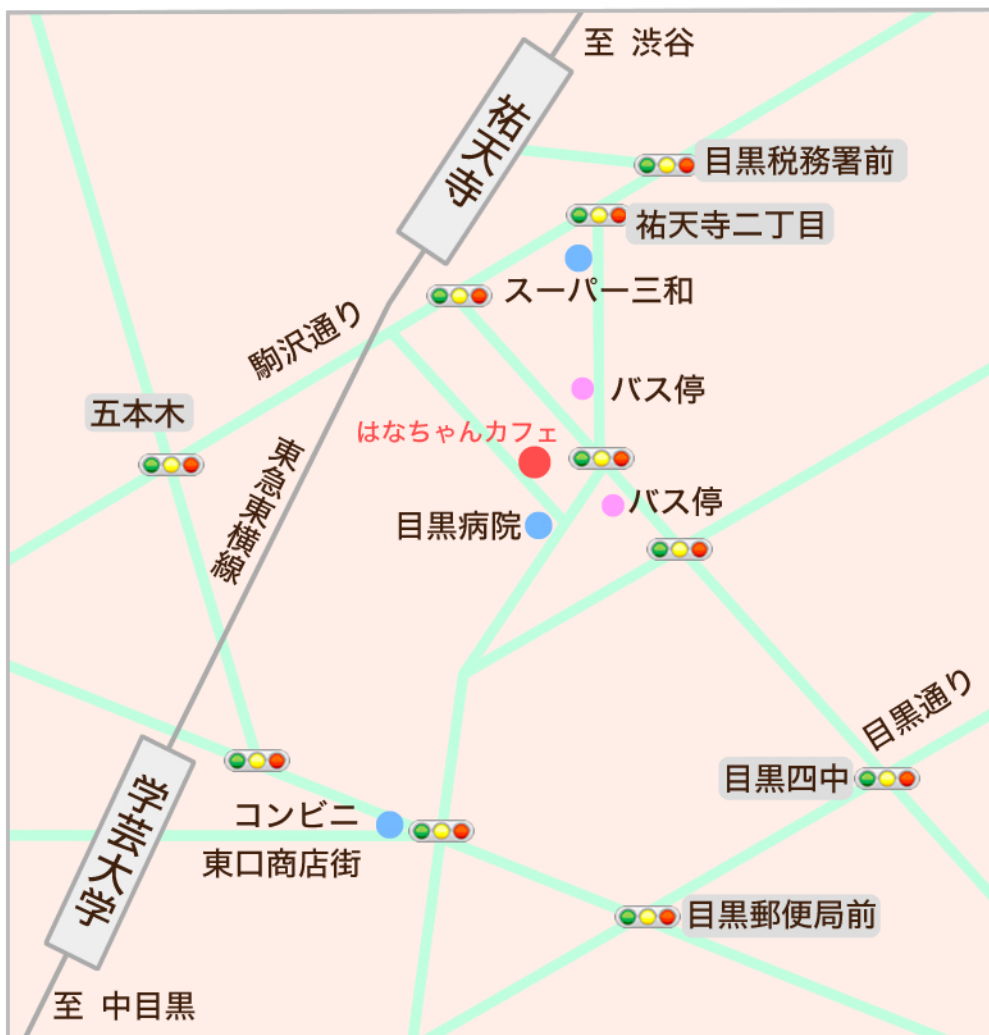 至 渋谷
祐天寺
目黒税務署前
祐天寺二丁目
スーパー三和
駒沢通り
バス停
五本木
はなちゃんカフェ
東急東横線
バス停
目黒病院
目黒通り
目黒四中
学芸大学
コンビニ
東口商店街
目黒郵便局前
至 中目黒